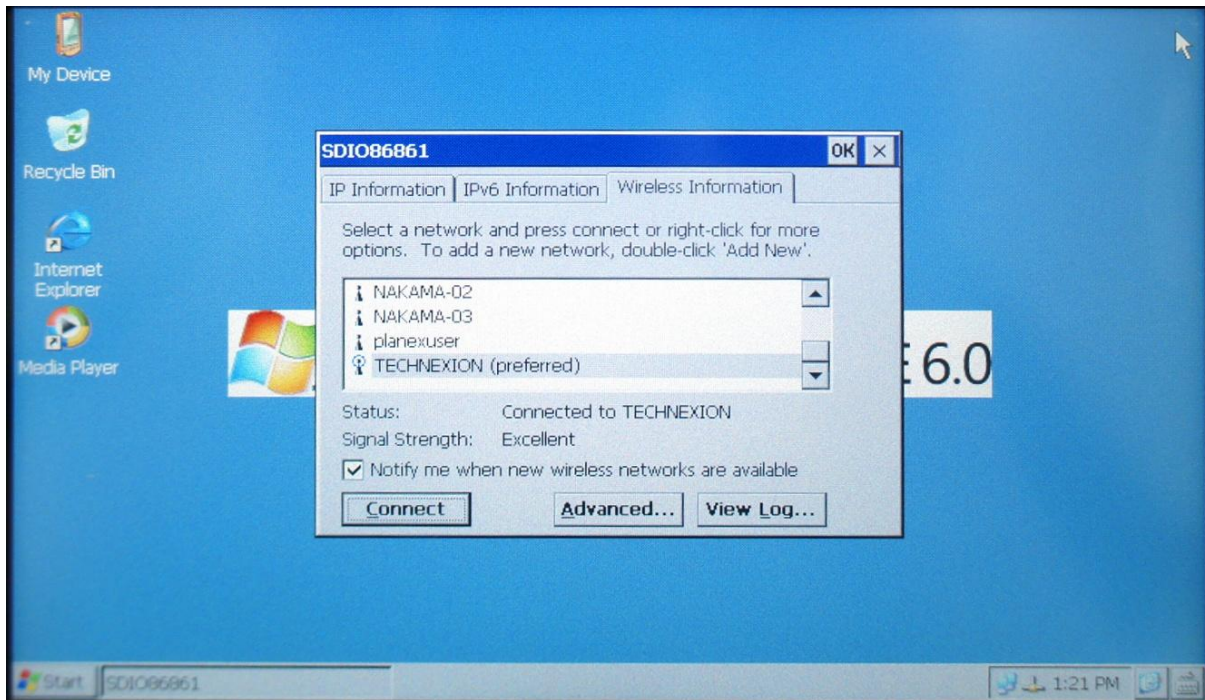 My Device
Recycle Bin
Internet
Explorer
Media Player
SDIO86861
OK
IP Information
IPv6 Information
Wireless Information
Select a network and press connect or right-click for more
options. To add a new network, double-click 'Add New'.
NAKAMA-02
NAKAMA-03
planexuser
TECHNEXION (preferred)
Status: Connected to TECHNEXION
Signal Strength: Excellent
Notify me when new wireless networks are available
Connect
Advanced...
View Log...
E 6.0
Start
SDIO86861
1:21 PM